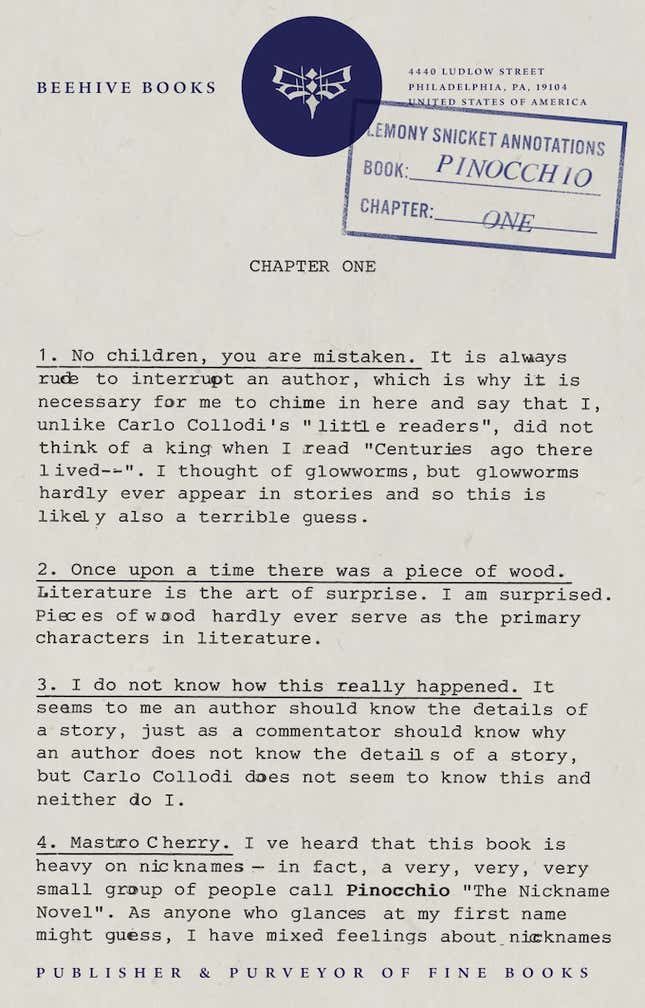 BEEHIVE BOOKS
4440 LUDLOW STREET
PHILADELPHIA, PA, 19104
UNITED STATES OF AMERICA
LEMONY SNICKET ANNOTATIONS
BOOK: PINOCCHIO
CHAPTER: ONE
CHAPTER ONE
1. No children, you are mistaken. It is always
rude to interrupt an author, which is why it is
necessary for me to chime in here and say that I,
unlike Carlo Collodi's "little readers", did not
think of a king when I read "Centuries ago there
lived--". I thought of glowworms, but glowworms
hardly ever appear in stories and so this is
likely also a terrible guess.
2. Once upon a time there was a piece of wood.
Literature is the art of surprise. I am surprised.
Pieces of wood hardly ever serve as the primary
characters in literature.
3. I do not know how this really happened. It
seems to me an author should know the details of
a story, just as a commentator should know why
an author does not know the details of a story,
but Carlo Collodi does not seem to know this and
neither do I.
4. Mastro Cherry. I ve heard that this book is
heavy on nicknames — in fact, a very, very, very
small group of people call Pinocchio "The Nickname
Novel". As anyone who glances at my first name
might guess, I have mixed feelings about nicknames
PUBLISHER & PURVEYOR OF FINE BOOKS